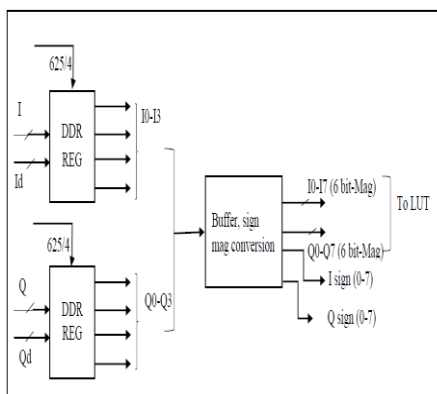 625/4
I
Id
DDR
REG
I0-I3
625/4
Q
Qd
DDR
REG
Q0-Q3
Buffer, sign
mag conversion
I0-I7 (6 bit-Mag)
Q0-Q7 (6 bit-Mag)
To LUT
I sign (0-7)
Q sign (0-7)